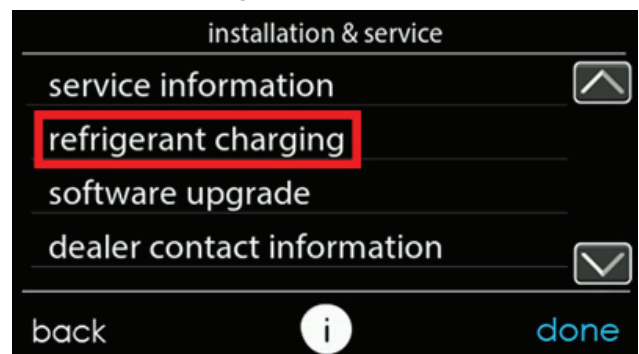 installation & service
service information
refrigerant charging
software upgrade
dealer contact information
back i done